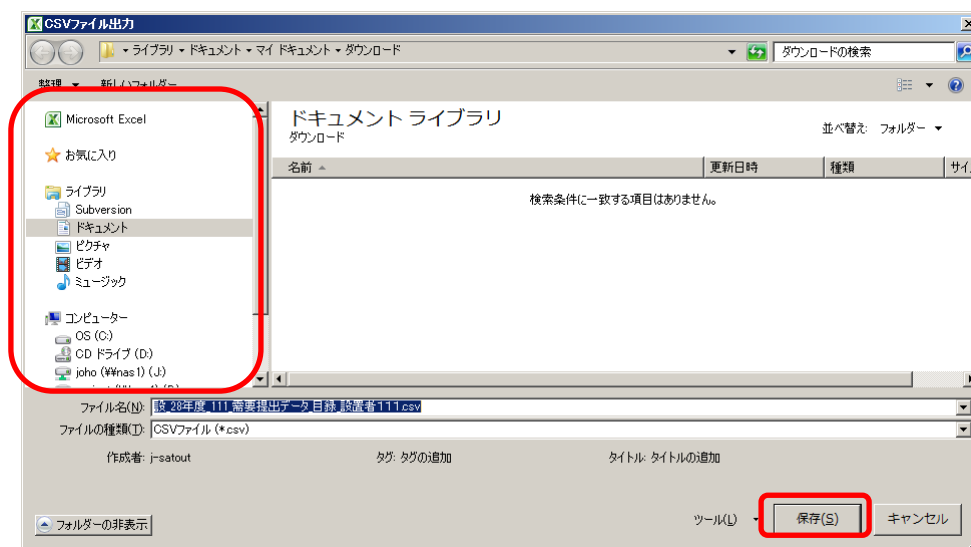 CSVファイル出力
ライブラリ ▾ ドキュメント ▾ マイ ドキュメント ▾ ダウンロード
ダウンロードの検索
整理 新しいフォルダー
Microsoft Excel
お気に入り
ライブラリ
Subversion
ドキュメント
ピクチャ
ビデオ
ミュージック
コンピューター
OS (C:)
CD ドライブ (D:)
joho (¥¥nas1) (J:)
ドキュメント ライブラリ
ダウンロード
並べ替え: フォルダー ▾
名前 更新日時 種類 サイ
検索条件に一致する項目はありません。
ファイル名(N): 設_28年度_111_需要提出データ_目録_設置者111.csv
ファイルの種類(T): CSVファイル (*.csv)
作成者: j-satout タグ: タグの追加 タイトル: タイトルの追加
フォルダーの非表示
ツール(L) 保存(S) キャンセル